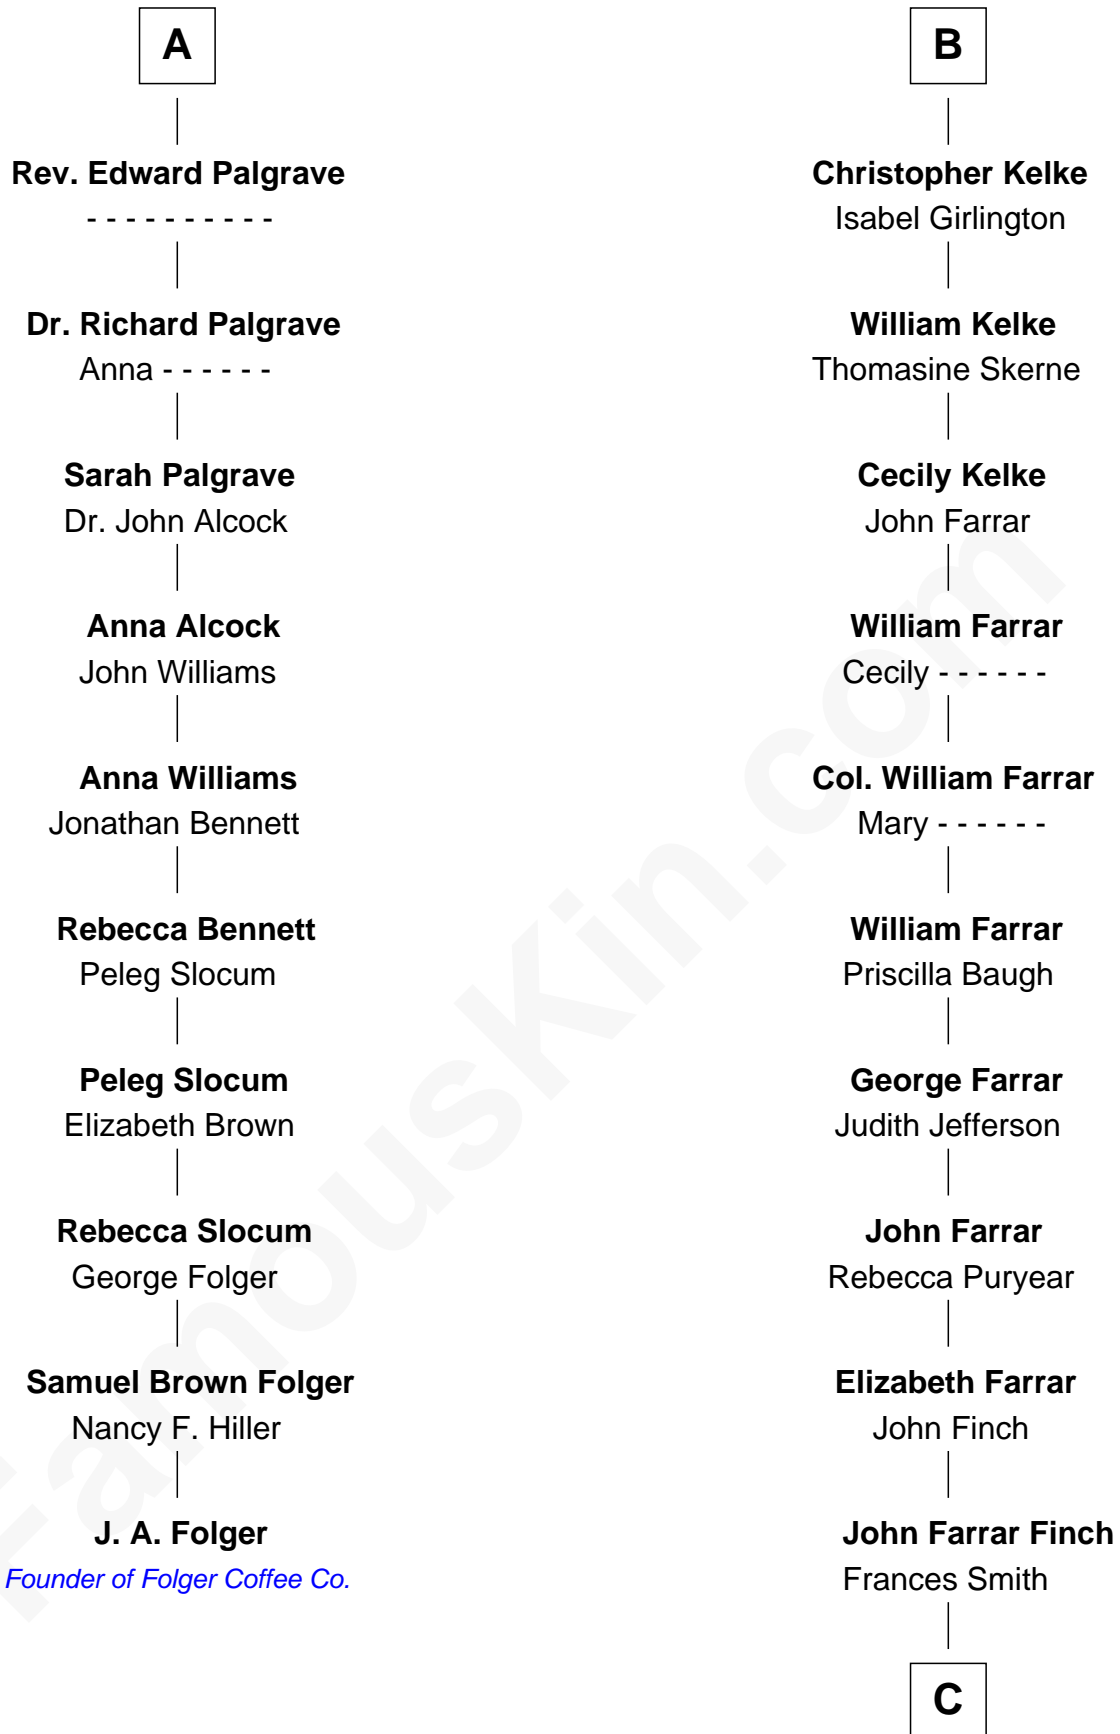 A
Rev. Edward Palgrave
- - - - - - - - - -
Dr. Richard Palgrave
Anna - - - - - -
Sarah Palgrave
Dr. John Alcock
Anna Alcock
John Williams
Anna Williams
Jonathan Bennett
Rebecca Bennett
Peleg Slocum
Peleg Slocum
Elizabeth Brown
Rebecca Slocum
George Folger
Samuel Brown Folger
Nancy F. Hiller
J. A. Folger
Founder of Folger Coffee Co.
B
Christopher Kelke
Isabel Girlington
William Kelke
Thomasine Skerne
Cecily Kelke
John Farrar
William Farrar
Cecily - - - - - -
Col. William Farrar
Mary - - - - - -
William Farrar
Priscilla Baugh
George Farrar
Judith Jefferson
John Farrar
Rebecca Puryear
Elizabeth Farrar
John Finch
John Farrar Finch
Frances Smith
C
FamousKin.com